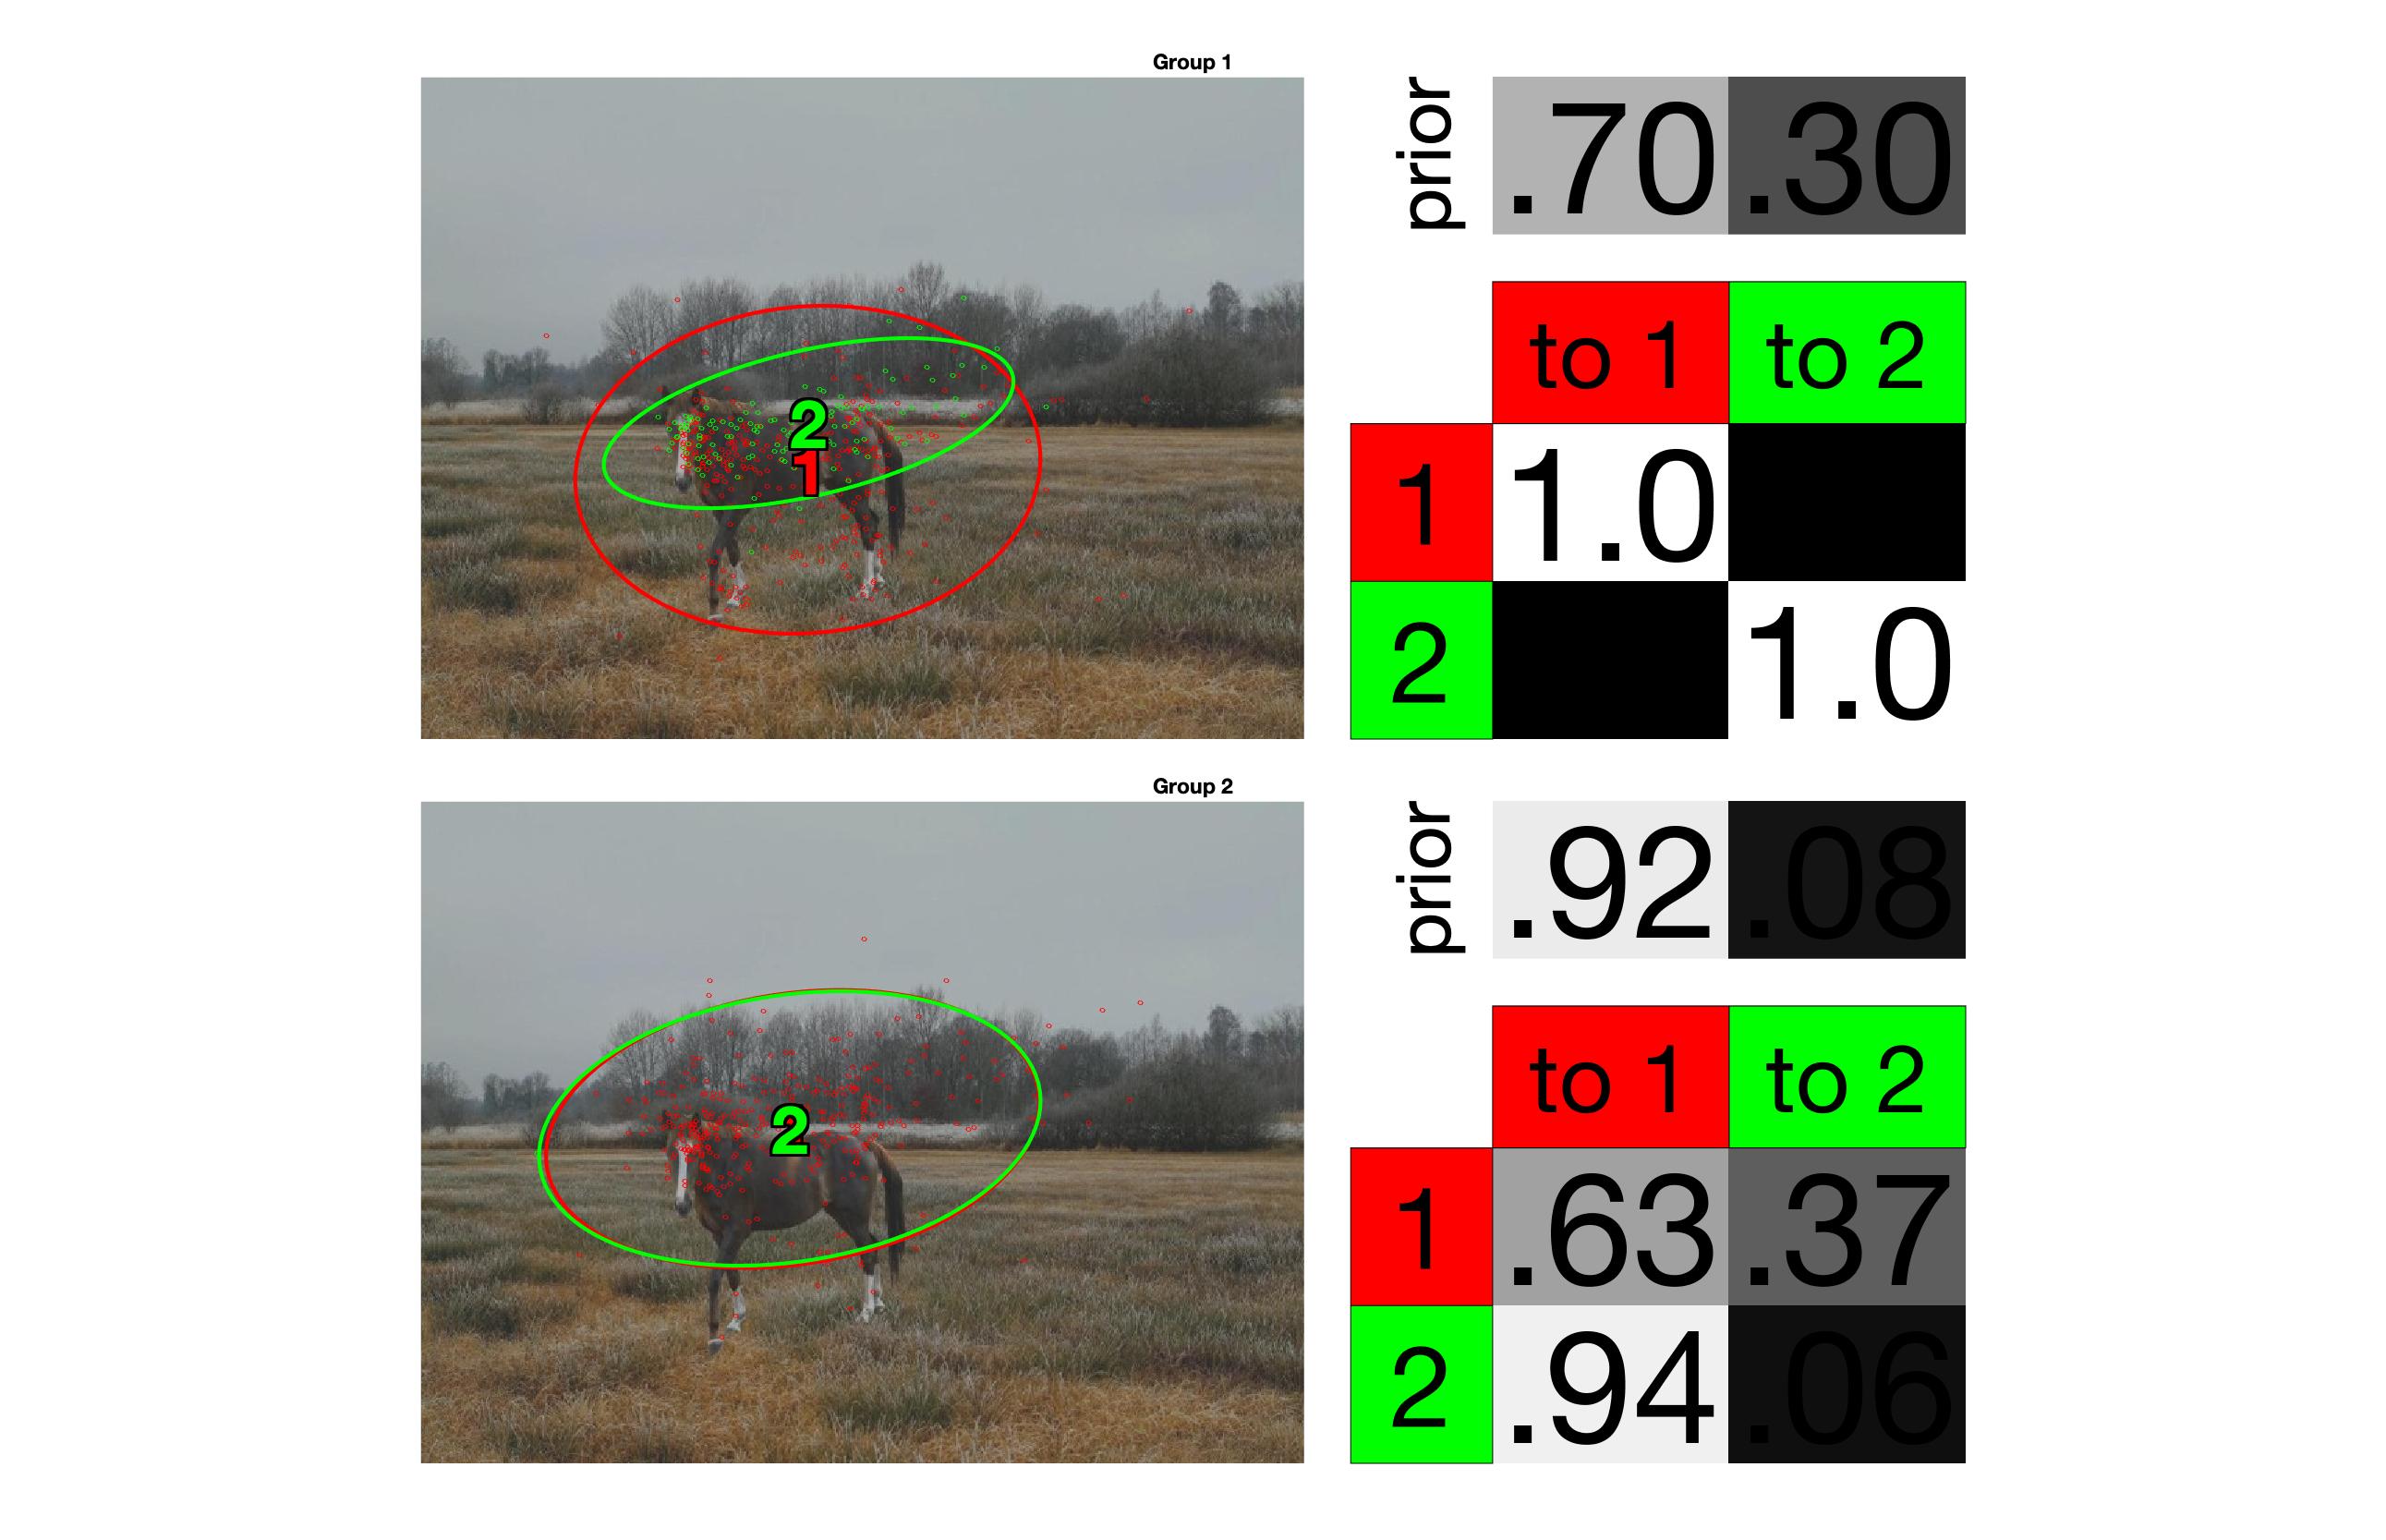 Group 1
prior .70 .30
to 1 to 2
2
1
1 1.0
2 1.0
Group 2
prior .92 .08
to 1 to 2
2
1 .63 .37
2 .94 .06